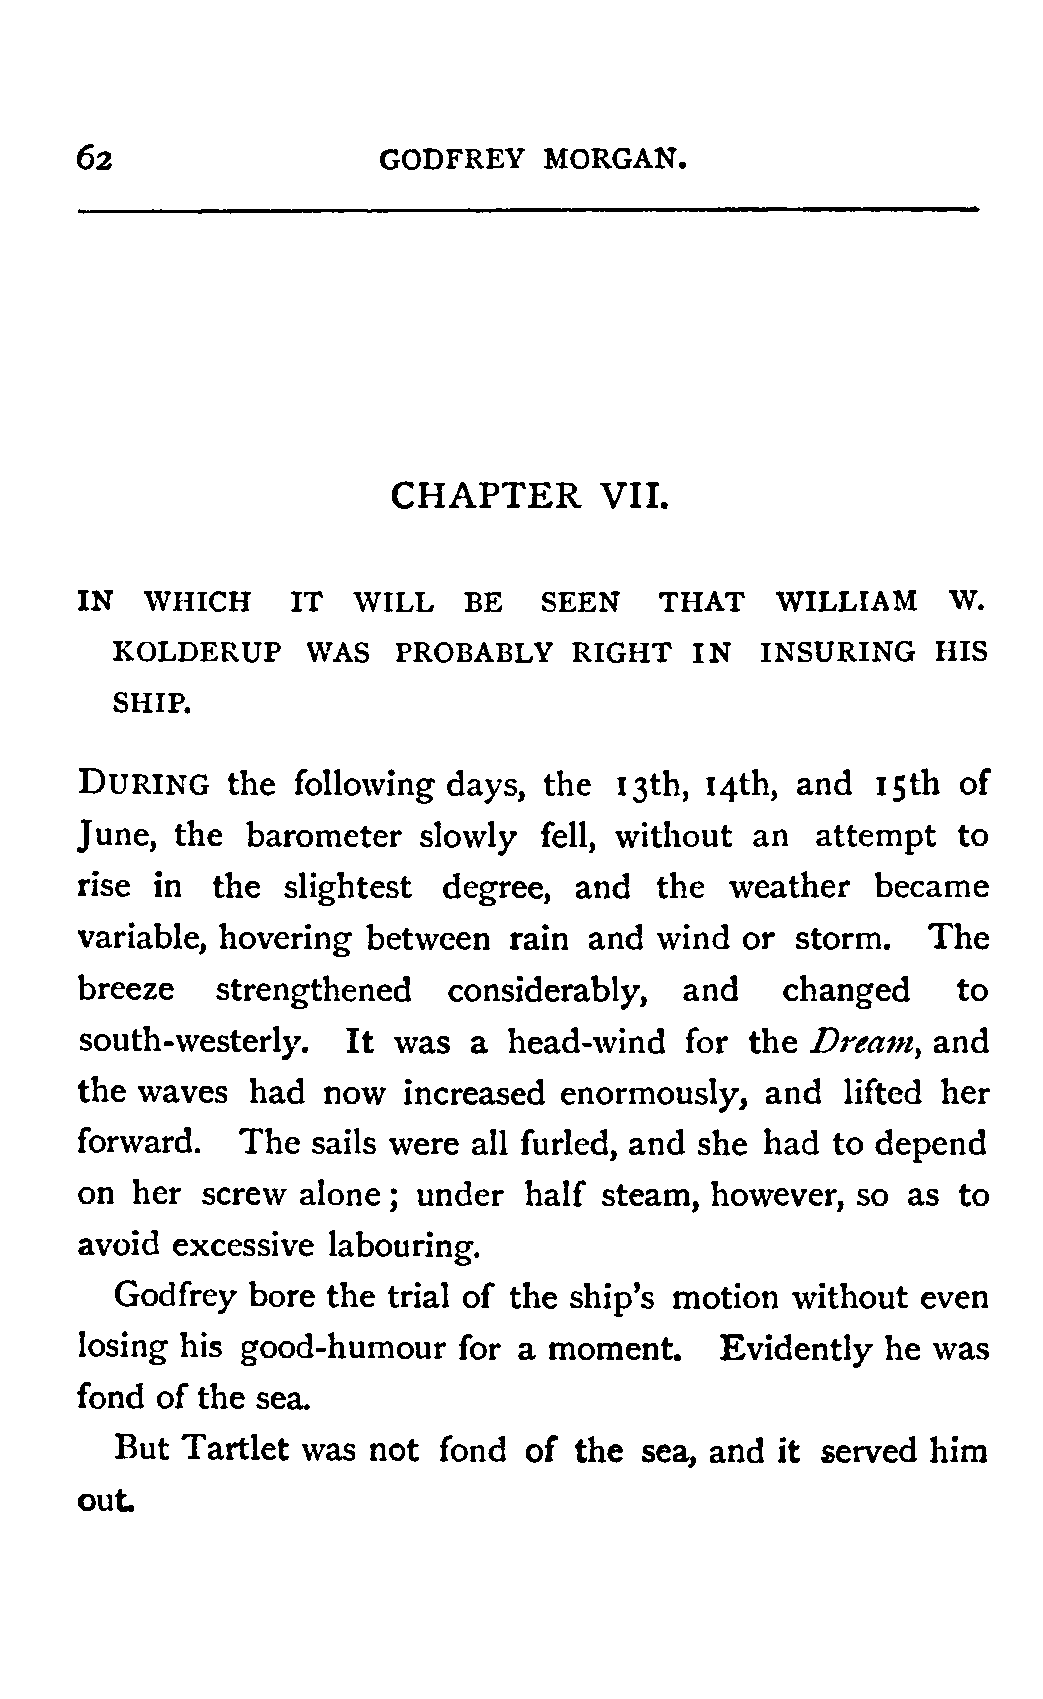 62 GODFREY MORGAN.
CHAPTER VII.
IN WHICH IT WILL BE SEEN THAT WILLIAM W.
KOLDERUP WAS PROBABLY RIGHT IN INSURING HIS
SHIP.
DURING the following days, the 13th, 14th, and 15th of
June, the barometer slowly fell, without an attempt to
rise in the slightest degree, and the weather became
variable, hovering between rain and wind or storm. The
breeze strengthened considerably, and changed to
south-westerly. It was a head-wind for the Dream, and
the waves had now increased enormously, and lifted her
forward. The sails were all furled, and she had to depend
on her screw alone; under half steam, however, so as to
avoid excessive labouring.
Godfrey bore the trial of the ship's motion without even
losing his good-humour for a moment. Evidently he was
fond of the sea.
But Tartlet was not fond of the sea, and it served him
out.